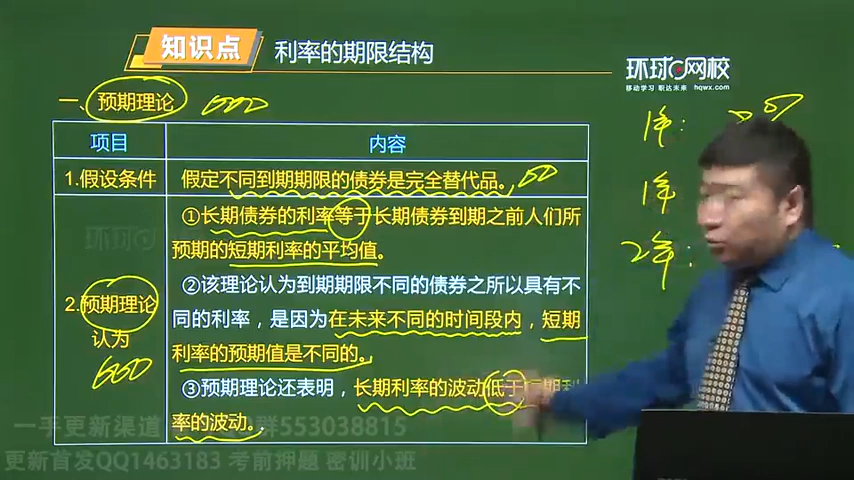 知识点 利率的期限结构
环球网校
移动学习 职达未来 hqwx.com
一、预期理论
项目 内容
1.假设条件 假定不同到期期限的债券是完全替代品。
①长期债券的利率等于长期债券到期之前人们所
预期的短期利率的平均值。
2.预期理论
认为
②该理论认为到期期限不同的债券之所以具有不
同的利率，是因为在未来不同的时间段内，短期
利率的预期值是不同的。
③预期理论还表明，长期利率的波动低于短期利
率的波动。
1年：
1年
2年：
一手更新渠道 群553038815
更新首发QQ1463183 考前押题 密训小班